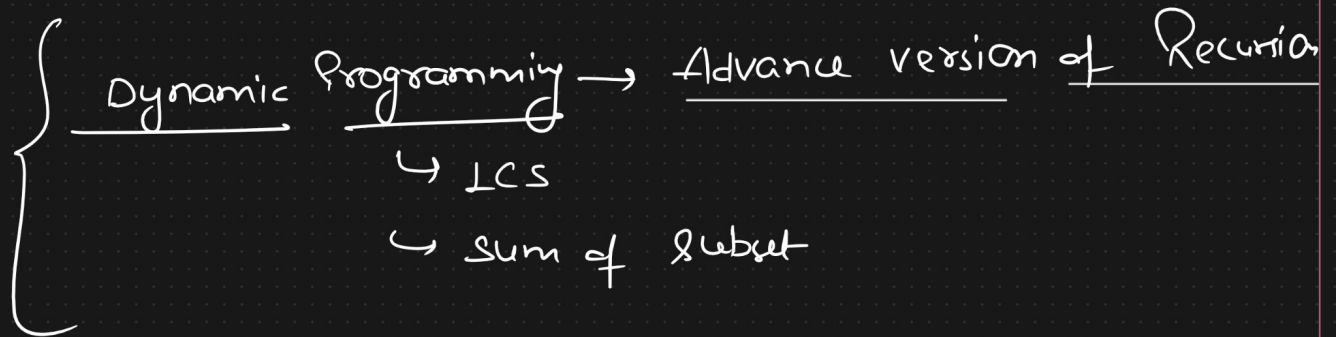 Dynamic Programming → Advance version of Recursion
↳ LCS
↳ Sum of Subset